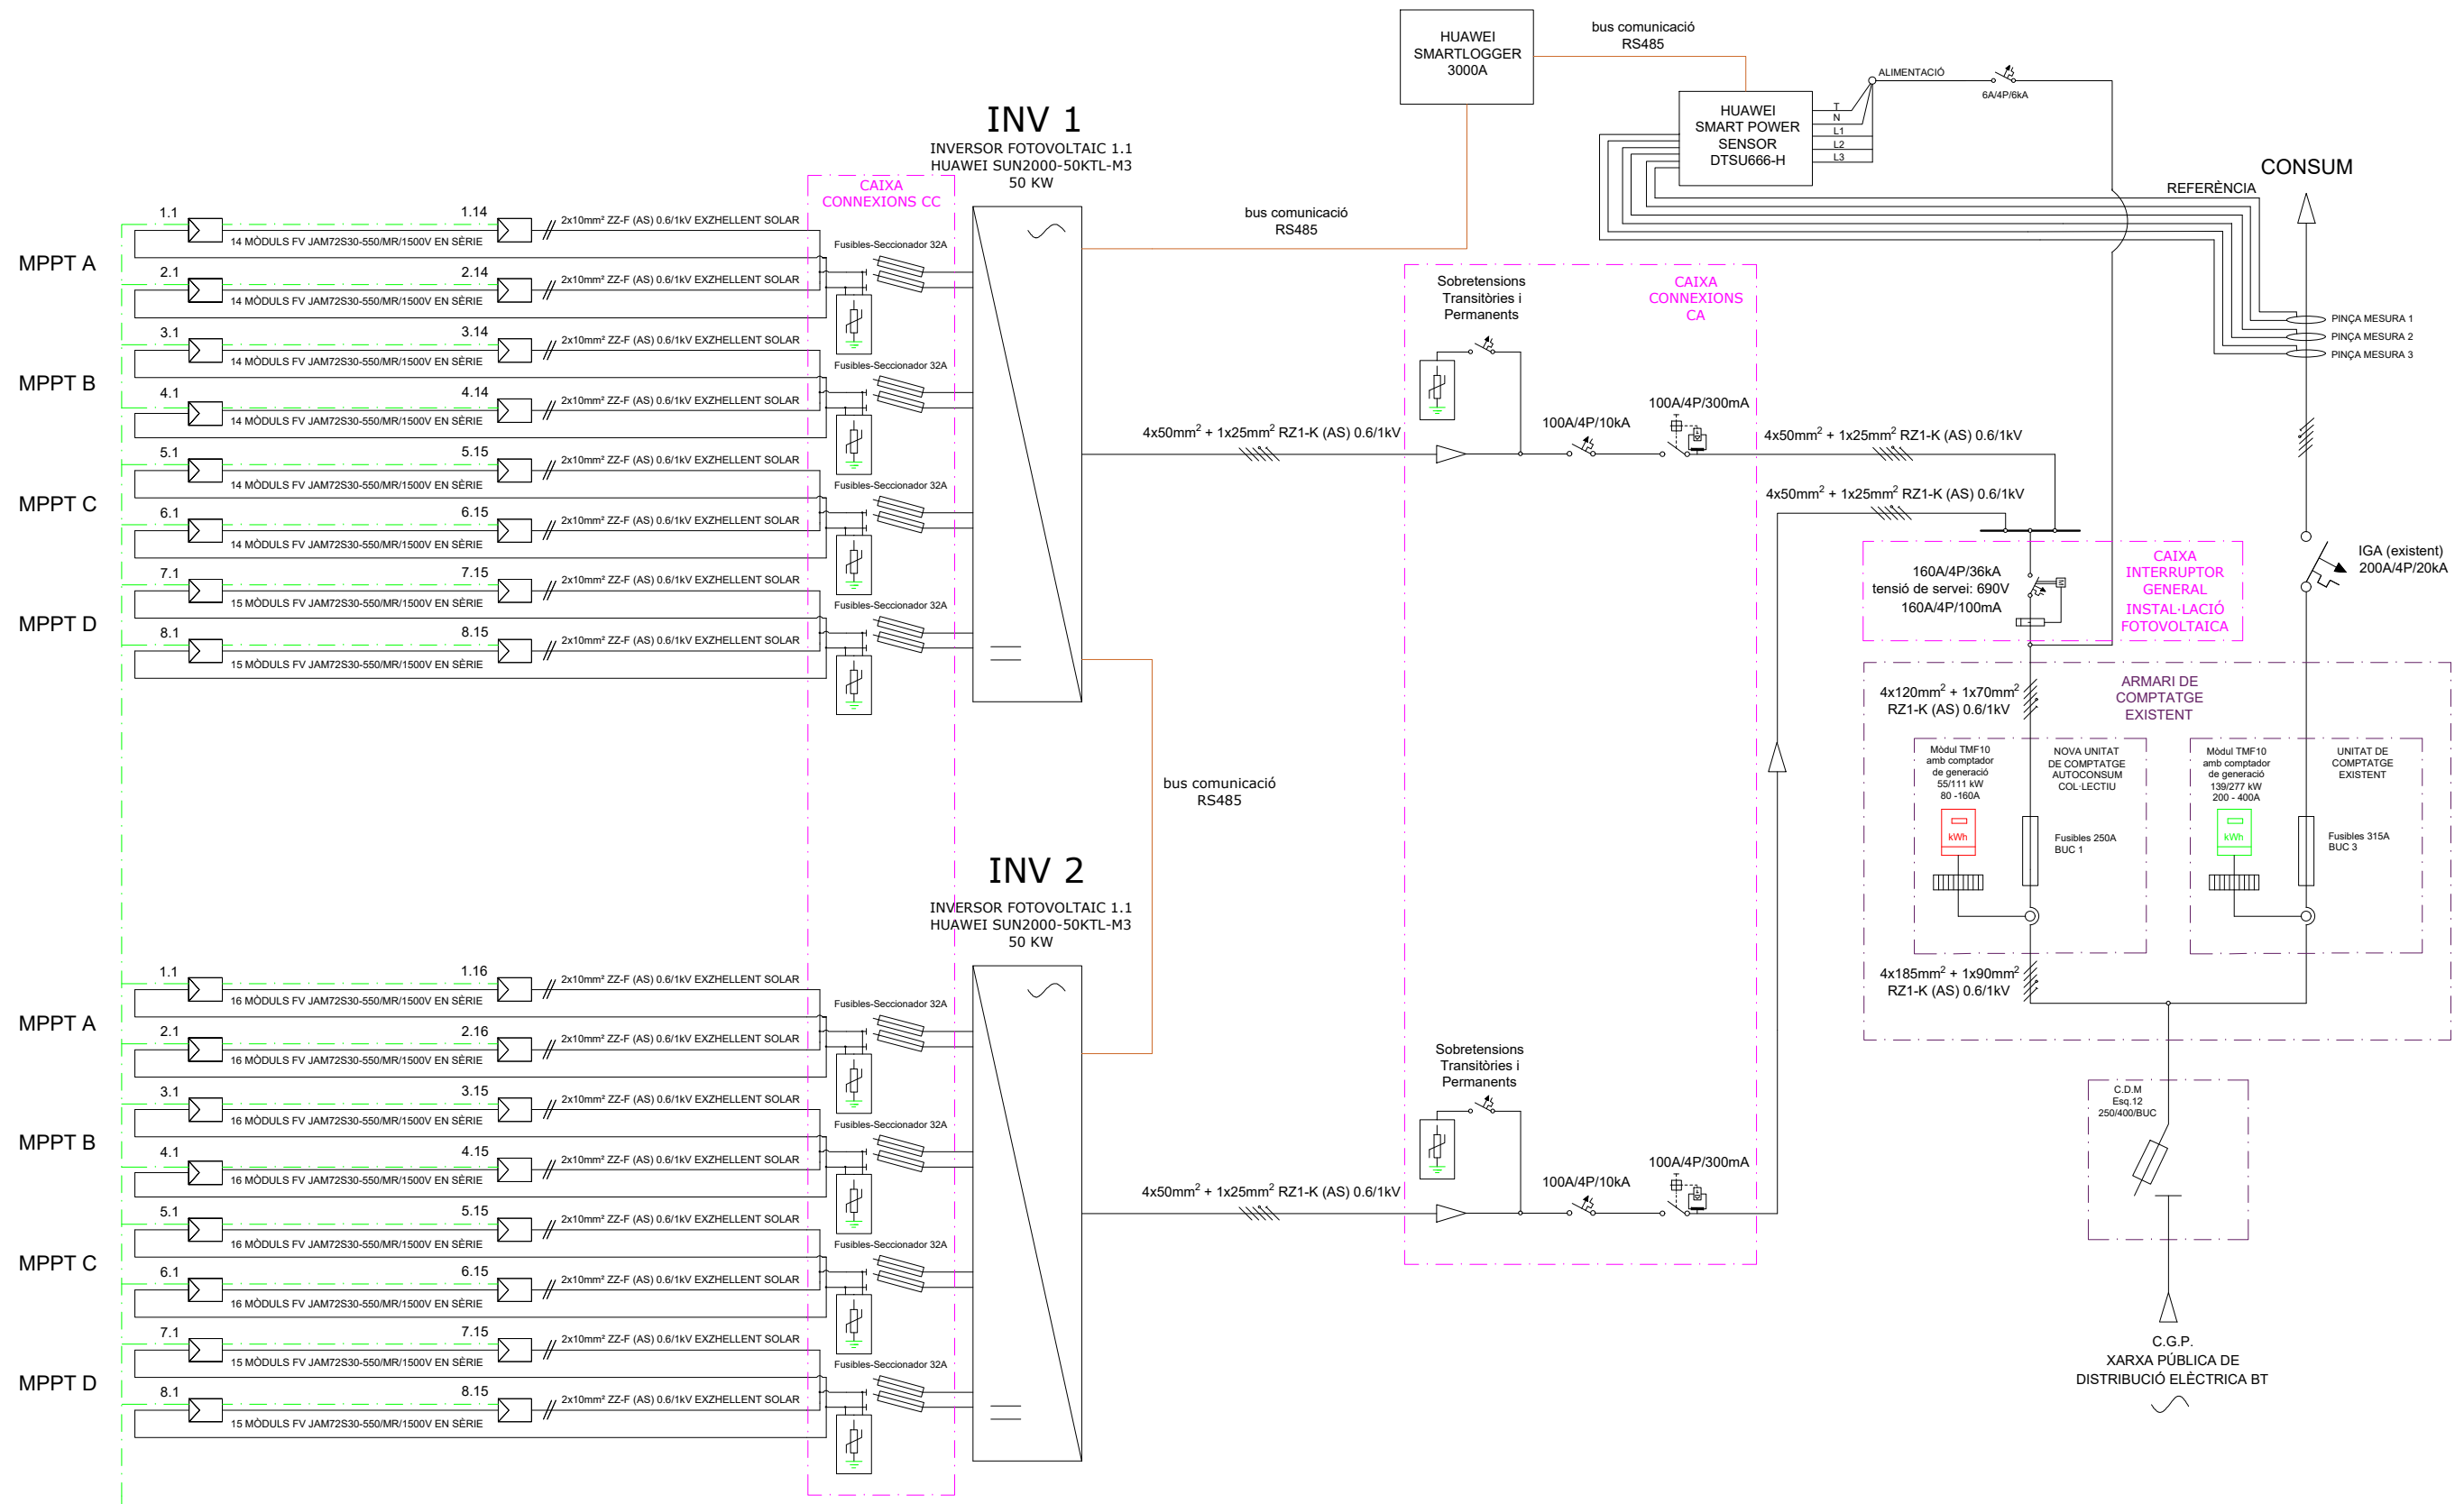 HUAWEI
SMARTLOGGER
3000A
bus comunicació
RS485
ALIMENTACIÓ
6A/4P/6kA
HUAWEI
SMART POWER
SENSOR
DTSU666-H
T
N
L1
L2
L3
CONSUM
REFERÈNCIA
PINÇA MESURA 1
PINÇA MESURA 2
PINÇA MESURA 3
INV 1
INVERSOR FOTOVOLTAIC 1.1
HUAWEI SUN2000-50KTL-M3
50 KW
CAIXA
CONNEXIONS CC
bus comunicació
RS485
MPPT A
1.1
1.14
2x10mm² ZZ-F (AS) 0.6/1kV EXZHELLENT SOLAR
14 MÒDULS FV JAM72S30-550/MR/1500V EN SÈRIE
Fusibles-Seccionador 32A
2.1
2.14
2x10mm² ZZ-F (AS) 0.6/1kV EXZHELLENT SOLAR
14 MÒDULS FV JAM72S30-550/MR/1500V EN SÈRIE
MPPT B
3.1
3.14
2x10mm² ZZ-F (AS) 0.6/1kV EXZHELLENT SOLAR
14 MÒDULS FV JAM72S30-550/MR/1500V EN SÈRIE
Fusibles-Seccionador 32A
4.1
4.14
2x10mm² ZZ-F (AS) 0.6/1kV EXZHELLENT SOLAR
14 MÒDULS FV JAM72S30-550/MR/1500V EN SÈRIE
MPPT C
5.1
5.15
2x10mm² ZZ-F (AS) 0.6/1kV EXZHELLENT SOLAR
14 MÒDULS FV JAM72S30-550/MR/1500V EN SÈRIE
Fusibles-Seccionador 32A
6.1
6.15
2x10mm² ZZ-F (AS) 0.6/1kV EXZHELLENT SOLAR
14 MÒDULS FV JAM72S30-550/MR/1500V EN SÈRIE
MPPT D
7.1
7.15
2x10mm² ZZ-F (AS) 0.6/1kV EXZHELLENT SOLAR
15 MÒDULS FV JAM72S30-550/MR/1500V EN SÈRIE
Fusibles-Seccionador 32A
8.1
8.15
2x10mm² ZZ-F (AS) 0.6/1kV EXZHELLENT SOLAR
15 MÒDULS FV JAM72S30-550/MR/1500V EN SÈRIE
Sobretensions
Transitòries i
Permanents
CAIXA
CONNEXIONS
CA
4x50mm² + 1x25mm² RZ1-K (AS) 0.6/1kV
100A/4P/10kA
100A/4P/300mA
4x50mm² + 1x25mm² RZ1-K (AS) 0.6/1kV
4x50mm² + 1x25mm² RZ1-K (AS) 0.6/1kV
160A/4P/36kA
tensió de servei: 690V
160A/4P/100mA
CAIXA
INTERRUPTOR
GENERAL
INSTAL·LACIÓ
FOTOVOLTAICA
IGA (existent)
200A/4P/20kA
ARMARI DE
COMPTATGE
EXISTENT
4x120mm² + 1x70mm²
RZ1-K (AS) 0.6/1kV
Mòdul TMF10
amb comptador
de generació
55/111 kW
80 -160A
kWh
NOVA UNITAT
DE COMPTATGE
AUTOCONSUM
COL·LECTIU
Fusibles 250A
BUC 1
Mòdul TMF10
amb comptador
de generació
139/277 kW
200 - 400A
kWh
UNITAT DE
COMPTATGE
EXISTENT
Fusibles 315A
BUC 3
4x185mm² + 1x90mm²
RZ1-K (AS) 0.6/1kV
C.D.M
Esq.12
250/400/BUC
C.G.P.
XARXA PÚBLICA DE
DISTRIBUCIÓ ELÈCTRICA BT
bus comunicació
RS485
INV 2
INVERSOR FOTOVOLTAIC 1.1
HUAWEI SUN2000-50KTL-M3
50 KW
MPPT A
1.1
1.16
2x10mm² ZZ-F (AS) 0.6/1kV EXZHELLENT SOLAR
16 MÒDULS FV JAM72S30-550/MR/1500V EN SÈRIE
Fusibles-Seccionador 32A
2.1
2.16
2x10mm² ZZ-F (AS) 0.6/1kV EXZHELLENT SOLAR
16 MÒDULS FV JAM72S30-550/MR/1500V EN SÈRIE
MPPT B
3.1
3.15
2x10mm² ZZ-F (AS) 0.6/1kV EXZHELLENT SOLAR
16 MÒDULS FV JAM72S30-550/MR/1500V EN SÈRIE
Fusibles-Seccionador 32A
4.1
4.15
2x10mm² ZZ-F (AS) 0.6/1kV EXZHELLENT SOLAR
16 MÒDULS FV JAM72S30-550/MR/1500V EN SÈRIE
MPPT C
5.1
5.15
2x10mm² ZZ-F (AS) 0.6/1kV EXZHELLENT SOLAR
16 MÒDULS FV JAM72S30-550/MR/1500V EN SÈRIE
Fusibles-Seccionador 32A
6.1
6.15
2x10mm² ZZ-F (AS) 0.6/1kV EXZHELLENT SOLAR
16 MÒDULS FV JAM72S30-550/MR/1500V EN SÈRIE
MPPT D
7.1
7.15
2x10mm² ZZ-F (AS) 0.6/1kV EXZHELLENT SOLAR
15 MÒDULS FV JAM72S30-550/MR/1500V EN SÈRIE
Fusibles-Seccionador 32A
8.1
8.15
2x10mm² ZZ-F (AS) 0.6/1kV EXZHELLENT SOLAR
15 MÒDULS FV JAM72S30-550/MR/1500V EN SÈRIE
Sobretensions
Transitòries i
Permanents
4x50mm² + 1x25mm² RZ1-K (AS) 0.6/1kV
100A/4P/10kA
100A/4P/300mA